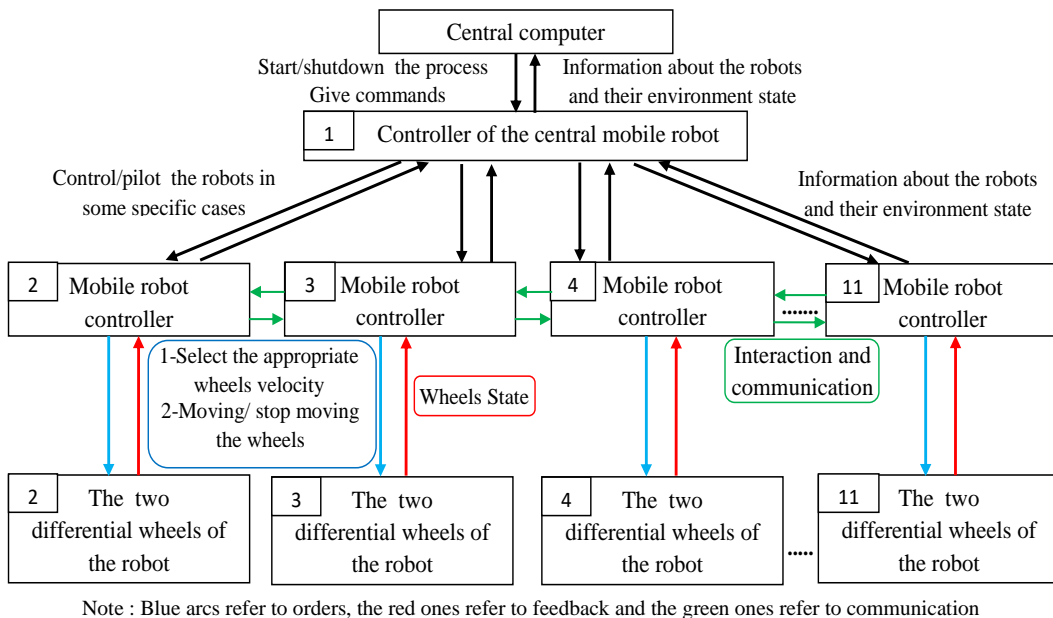 Central computer
Start/shutdown the process
Give commands
Information about the robots
and their environment state
1
Controller of the central mobile robot
Control/pilot the robots in
some specific cases
Information about the robots
and their environment state
2
Mobile robot
controller
3
Mobile robot
controller
4
Mobile robot
controller
.......
11
Mobile robot
controller
1-Select the appropriate
wheels velocity
2-Moving/ stop moving
the wheels
Wheels State
Interaction and
communication
2
The two
differential wheels of
the robot
3
The two
differential wheels of
the robot
4
The two
differential wheels of
the robot
.....
11
The two
differential wheels of
the robot
Note : Blue arcs refer to orders, the red ones refer to feedback and the green ones refer to communication